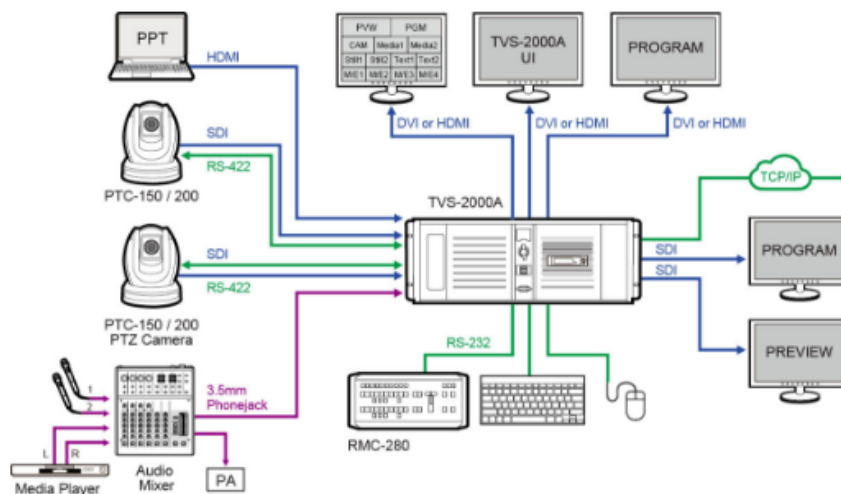 PPT
HDMI
SDI
RS-422
PTC-150 / 200
SDI
RS-422
PTC-150 / 200
PTZ Camera
1
2
L
R
Media Player
Audio
Mixer
3.5mm
Phonejack
PA
PVW
PGM
CAM
Media1
Media2
Still1
Still2
Text1
Text2
M/E1
M/E2
M/E3
M/E4
TVS-2000A
UI
PROGRAM
DVI or HDMI
DVI or HDMI
DVI or HDMI
TVS-2000A
TCP/IP
SDI
SDI
PROGRAM
PREVIEW
RS-232
RMC-280